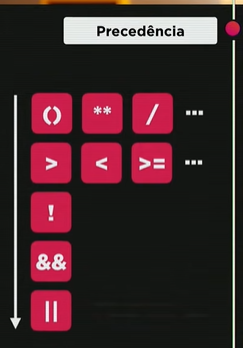 Precedência
() ** / ...
> < >= ...
!
&&
||